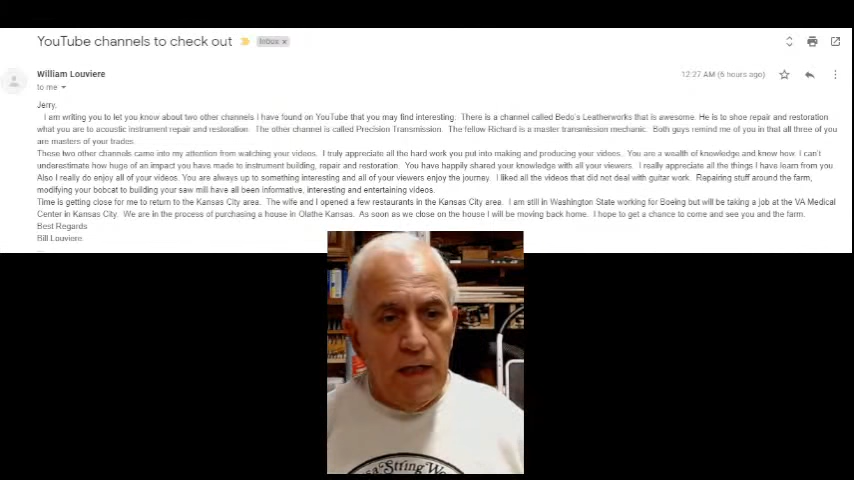 YouTube channels to check out Inbox x
William Louviere
12:27 AM (6 hours ago)
to me
Jerry,
I am writing you to let you know about two other channels I have found on YouTube that you may find interesting. There is a channel called Bedo's Leatherworks that is awesome. He is to shoe repair and restoration
what you are to acoustic instrument repair and restoration. The other channel is called Precision Transmission. The fellow Richard is a master transmission mechanic. Both guys remind me of you in that all three of you
are masters of your trades.
These two other channels came into my attention from watching your videos. I truly appreciate all the hard work you put into making and producing your videos. You are a wealth of knowledge and know how. I can't
underestimate how huge of an impact you have made to instrument building, repair and restoration. You have happily shared your knowledge with all your viewers. I really appreciate all the things I have learn from you.
Also I really do enjoy all of your videos. You are always up to something interesting and all of your viewers enjoy the journey. I liked all the videos that did not deal with guitar work. Repairing stuff around the farm,
modifying your bobcat to building your saw mill have all been informative, interesting and entertaining videos.
Time is getting close for me to return to the Kansas City area. The wife and I opened a few restaurants in the Kansas City area. I am still in Washington State working for Boeing but will be taking a job at the VA Medical
Center in Kansas City. We are in the process of purchasing a house in Olathe Kansas. As soon as we close on the house I will be moving back home. I hope to get a chance to come and see you and the farm.
Best Regards
Bill Louviere
String